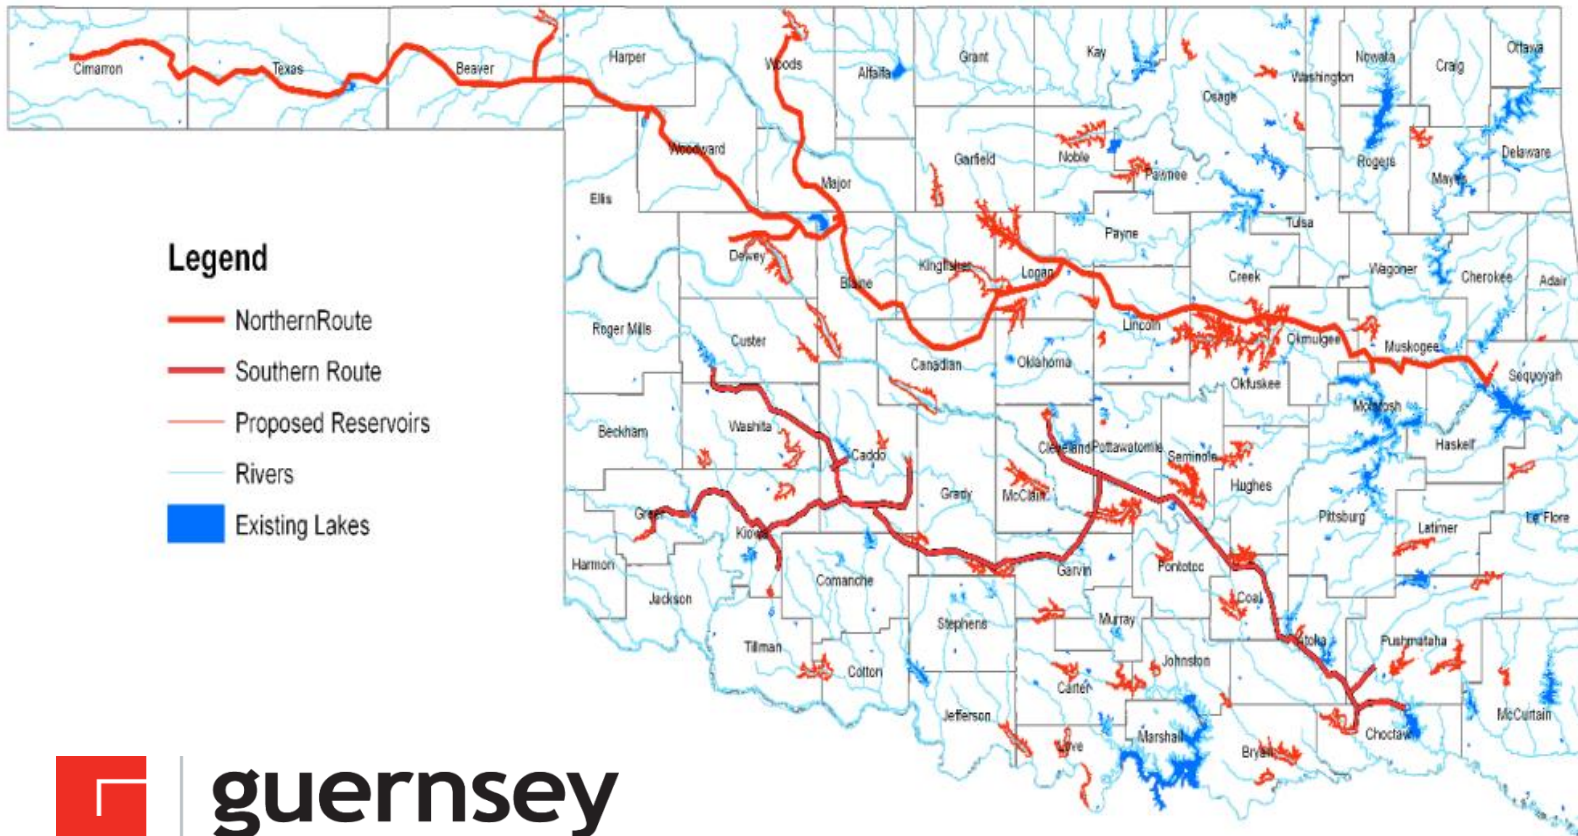 Cimarron
Texas
Beaver
Harper
Woods
Alfalfa
Grant
Kay
Osage
Washington
Nowata
Craig
Ottawa
Woodward
Ellis
Major
Garfield
Noble
Pawnee
Rogers
Mayes
Delaware
Dewey
Blaine
Kingfisher
Logan
Payne
Tulsa
Creek
Wagoner
Cherokee
Adair
Legend
NorthernRoute
Southern Route
Proposed Reservoirs
Rivers
Existing Lakes
Roger Mills
Custer
Canadian
Oklahoma
Lincoln
Okmulgee
Okfuskee
Muskogee
Sequoyah
McIntosh
Haskell
Beckham
Washita
Caddo
Grady
McClain
Cleveland
Pottawatomie
Seminole
Hughes
Pittsburg
Latimer
Le Flore
Greer
Kiowa
Harmon
Jackson
Comanche
Stephens
Garvin
Murray
Pontotoc
Coal
Atoka
Pushmataha
Tillman
Cotton
Jefferson
Carter
Johnston
Love
Marshall
Bryan
Choctaw
McCurtain
guernsey